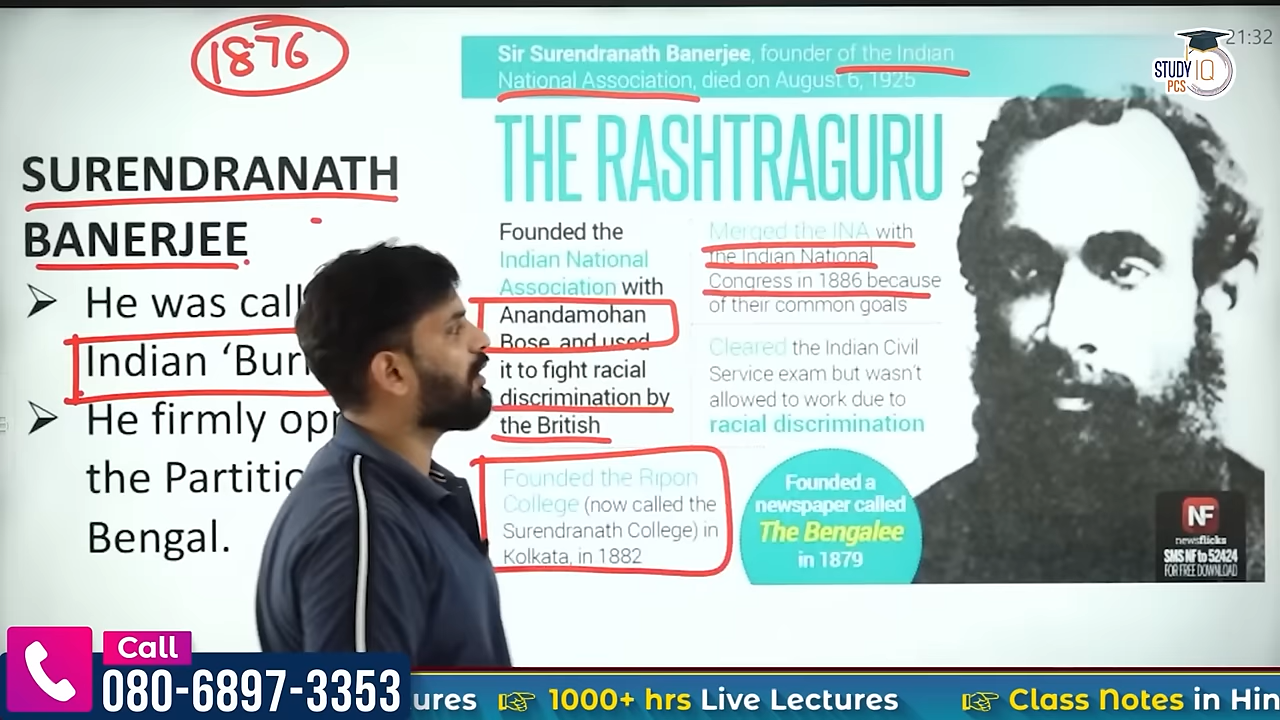 1876
21:32
STUDY IQ
PCS
Sir Surendranath Banerjee, founder of the Indian
National Association, died on August 6, 1925
THE RASHTRAGURU
SURENDRANATH
BANERJEE
➤ He was call
Indian ‘Bur
➤ He firmly opp
the Partitio
Bengal.
Founded the
Indian National
Association with
Anandamohan
Bose, and used
it to fight racial
discrimination by
the British
Merged the INA with
the Indian National
Congress in 1886 because
of their common goals
Cleared the Indian Civil
Service exam but wasn't
allowed to work due to
racial discrimination
Founded the Ripon
College (now called the
Surendranath College) in
Kolkata, in 1882
Founded a
newspaper called
The Bengalee
in 1879
NF
newsflicks
SMS NF to 52424
FOR FREE DOWNLOAD
Call
080-6897-3353
tures 1000+ hrs Live Lectures Class Notes in Hin